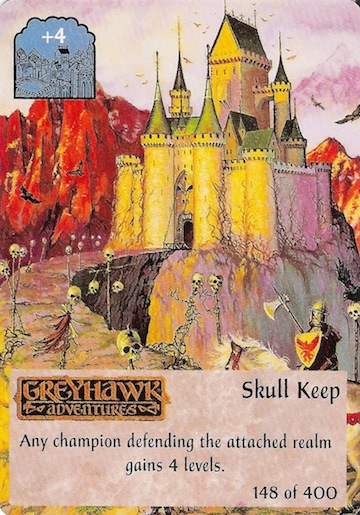 +4
GREYHAWK
ADVENTURES
Skull Keep
Any champion defending the attached realm
gains 4 levels.
148 of 400